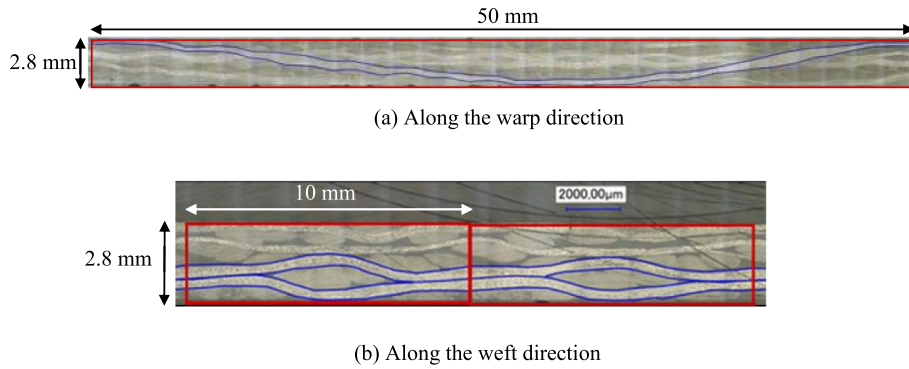 50 mm
2.8 mm
(a) Along the warp direction
10 mm
2000,00µm
2.8 mm
(b) Along the weft direction